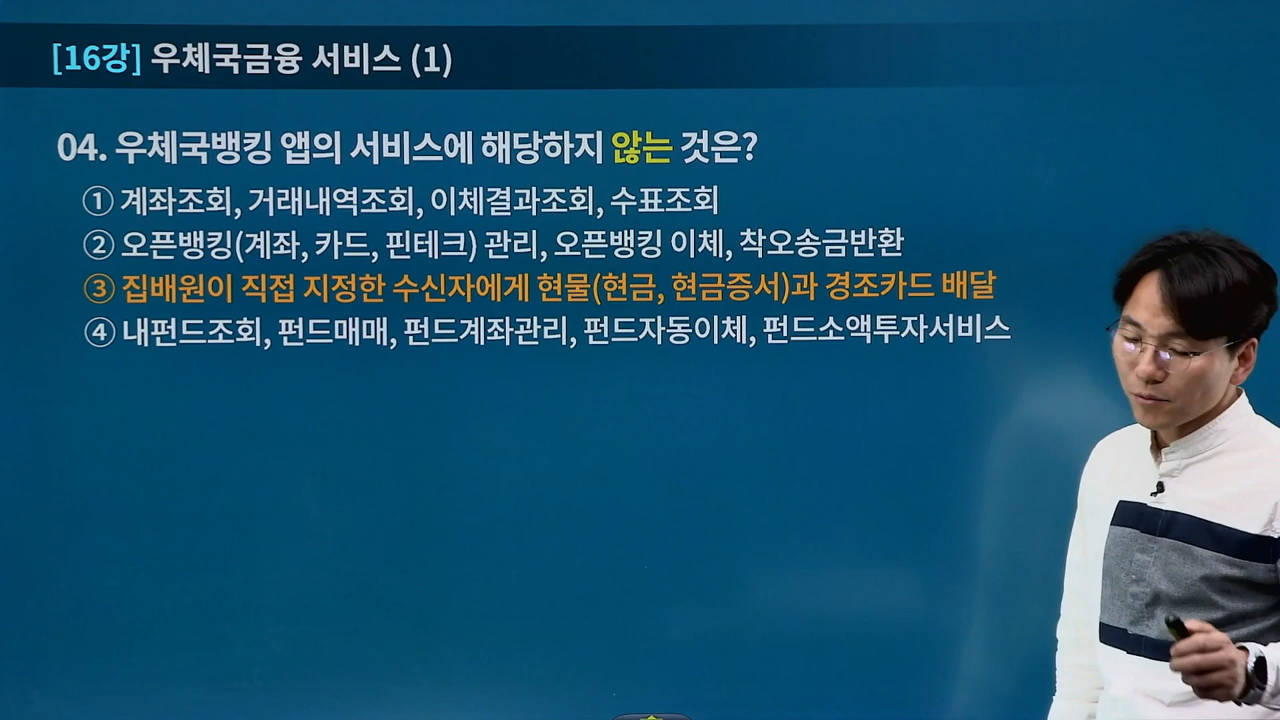 [16강] 우체국금융 서비스 (1)
04. 우체국뱅킹 앱의 서비스에 해당하지 않는 것은?
① 계좌조회, 거래내역조회, 이체결과조회, 수표조회
② 오픈뱅킹(계좌, 카드, 핀테크) 관리, 오픈뱅킹 이체, 착오송금반환
③ 집배원이 직접 지정한 수신자에게 현물(현금, 현금증서)과 경조카드 배달
④ 내펀드조회, 펀드매매, 펀드계좌관리, 펀드자동이체, 펀드소액투자서비스